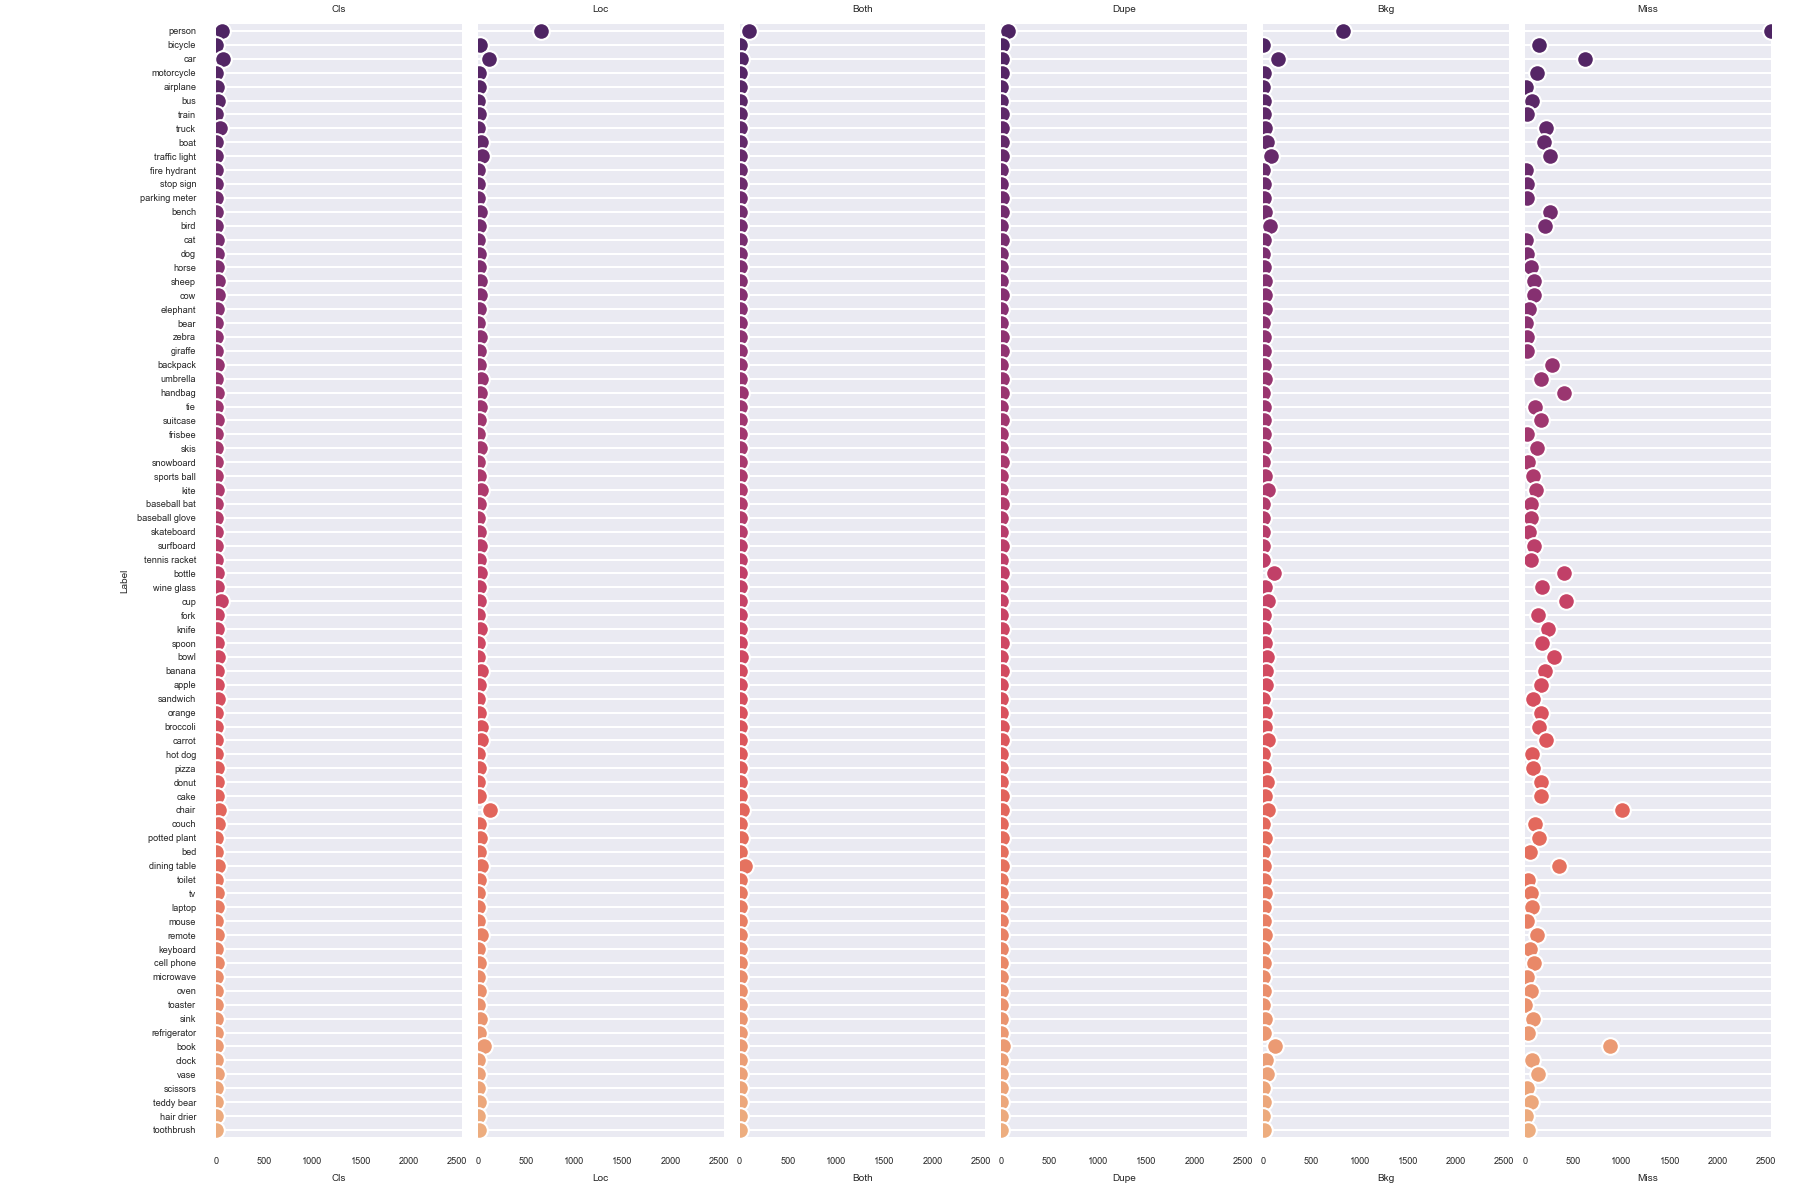 Cls Loc Both Dupe Bkg Miss
person
bicycle
car
motorcycle
airplane
bus
train
truck
boat
traffic light
fire hydrant
stop sign
parking meter
bench
bird
cat
dog
horse
sheep
cow
elephant
bear
zebra
giraffe
backpack
umbrella
handbag
tie
suitcase
frisbee
skis
snowboard
sports ball
kite
baseball bat
baseball glove
skateboard
surfboard
tennis racket
bottle
Label
wine glass
cup
fork
knife
spoon
bowl
banana
apple
sandwich
orange
broccoli
carrot
hot dog
pizza
donut
cake
chair
couch
potted plant
bed
dining table
toilet
tv
laptop
mouse
remote
keyboard
cell phone
microwave
oven
toaster
sink
refrigerator
book
clock
vase
scissors
teddy bear
hair drier
toothbrush
0 500 1000 1500 2000 2500 0 500 1000 1500 2000 2500 0 500 1000 1500 2000 2500 0 500 1000 1500 2000 2500 0 500 1000 1500 2000 2500 0 500 1000 1500 2000 2500
Cls Loc Both Dupe Bkg Miss